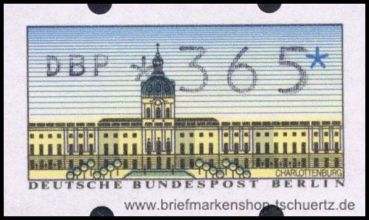 DBP * 365*
CHARLOTTENBURG
DEUTSCHE BUNDESPOST BERLIN
www.briefmarkenshop-tschuertz.de